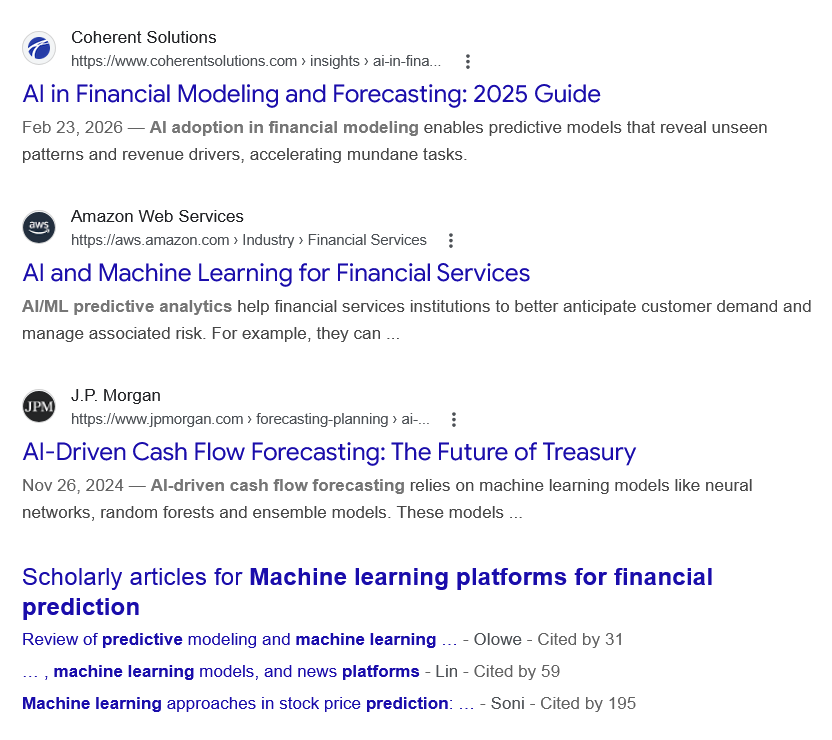 Coherent Solutions
https://www.coherentsolutions.com › insights › ai-in-fina...
AI in Financial Modeling and Forecasting: 2025 Guide
Feb 23, 2026 — AI adoption in financial modeling enables predictive models that reveal unseen
patterns and revenue drivers, accelerating mundane tasks.
aws
Amazon Web Services
https://aws.amazon.com › Industry › Financial Services
AI and Machine Learning for Financial Services
AI/ML predictive analytics help financial services institutions to better anticipate customer demand and
manage associated risk. For example, they can ...
JPM
J.P. Morgan
https://www.jpmorgan.com › forecasting-planning › ai-...
AI-Driven Cash Flow Forecasting: The Future of Treasury
Nov 26, 2024 — AI-driven cash flow forecasting relies on machine learning models like neural
networks, random forests and ensemble models. These models ...
Scholarly articles for Machine learning platforms for financial
prediction
Review of predictive modeling and machine learning … - Olowe - Cited by 31
… , machine learning models, and news platforms - Lin - Cited by 59
Machine learning approaches in stock price prediction: … - Soni - Cited by 195